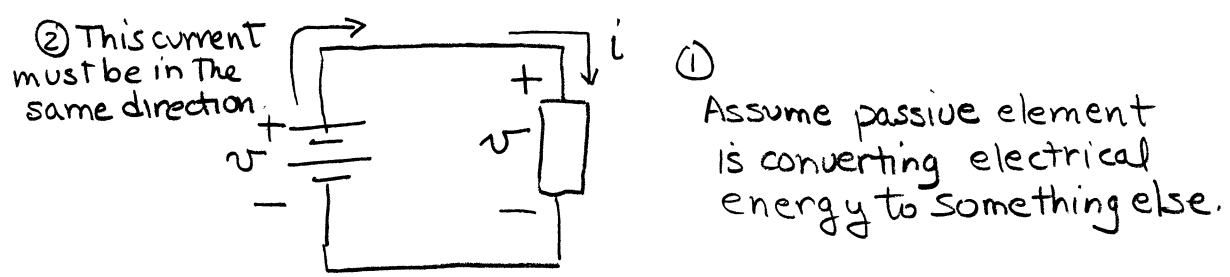 ② This current
must be in The
same direction.
i
+
+
v
v
−
−
①
Assume passive element
is converting electrical
energy to something else.